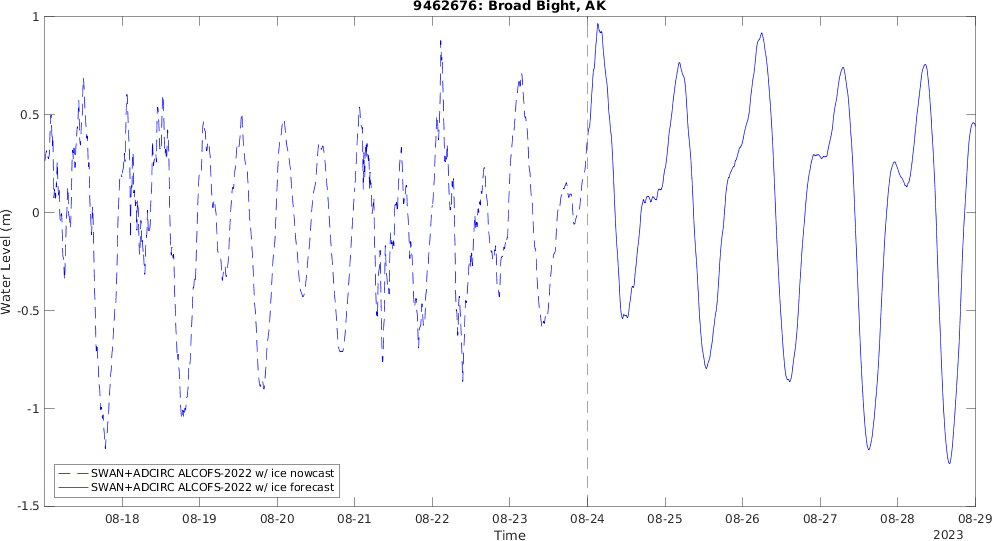 9462676: Broad Bight, AK
1
0.5
0
-0.5
-1
-1.5
Water Level (m)
SWAN+ADCIRC ALCOFS-2022 w/ ice nowcast
SWAN+ADCIRC ALCOFS-2022 w/ ice forecast
08-18 08-19 08-20 08-21 08-22 08-23 08-24 08-25 08-26 08-27 08-28 08-29
Time
2023